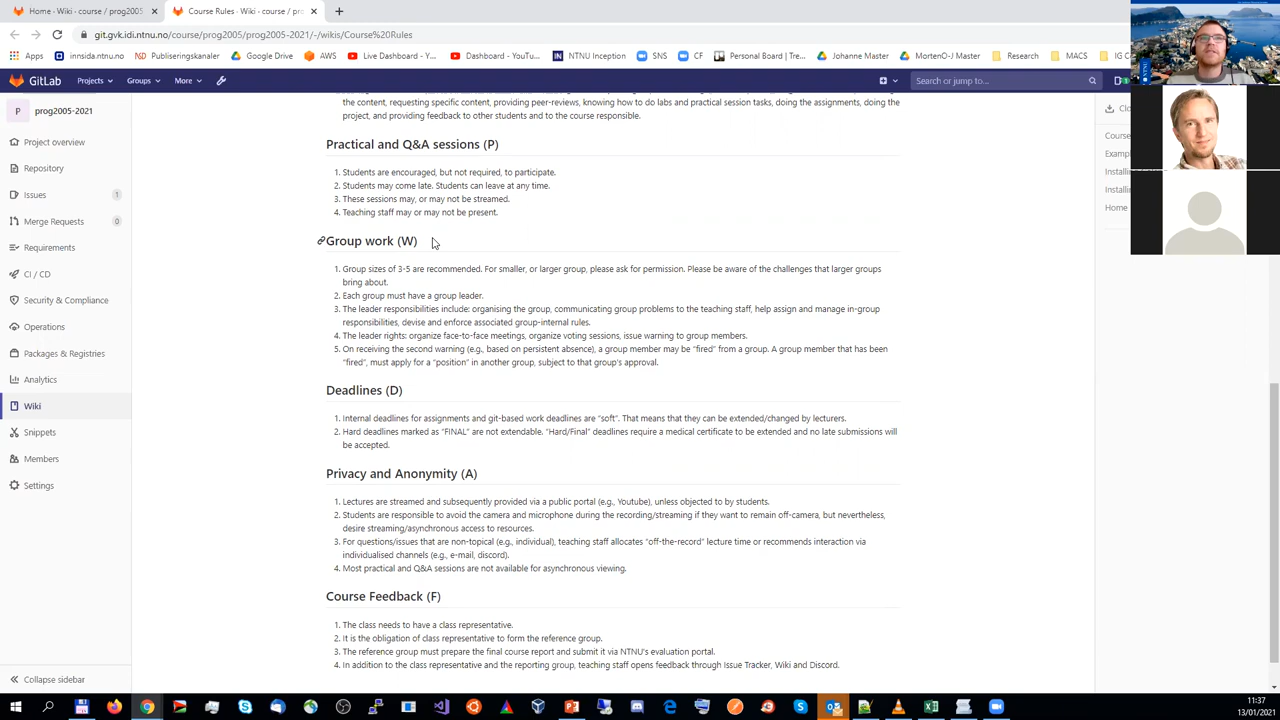 Home · Wiki · course / prog2005
Course Rules · Wiki · course / pro
git.gvk.idi.ntnu.no/course/prog2005/prog2005-2021/-/wikis/Course%20Rules
Apps
innsida.ntnu.no
Publiseringskanaler
Google Drive
AWS
Live Dashboard - Y...
Dashboard - YouTu...
NTNU Inception
SNS
CF
Personal Board | Tre...
Johanne Master
MortenO-J Master
Research
MACS
IG C
GitLab
Projects
Groups
More
Search or jump to...
1
P
prog2005-2021
Project overview
Repository
Issues
1
Merge Requests
0
Requirements
CI / CD
Security & Compliance
Operations
Packages & Registries
Analytics
Wiki
Snippets
Members
Settings
Collapse sidebar
the content, requesting specific content, providing peer-reviews, knowing how to do labs and practical session tasks, doing the assignments, doing the
project, and providing feedback to other students and to the course responsible.
Practical and Q&A sessions (P)
1. Students are encouraged, but not required, to participate.
2. Students may come late. Students can leave at any time.
3. These sessions may, or may not be streamed.
4. Teaching staff may or may not be present.
Group work (W)
1. Group sizes of 3-5 are recommended. For smaller, or larger group, please ask for permission. Please be aware of the challenges that larger groups
bring about.
2. Each group must have a group leader.
3. The leader responsibilities include: organising the group, communicating group problems to the teaching staff, help assign and manage in-group
responsibilities, devise and enforce associated group-internal rules.
4. The leader rights: organize face-to-face meetings, organize voting sessions, issue warning to group members.
5. On receiving the second warning (e.g., based on persistent absence), a group member may be "fired" from a group. A group member that has been
"fired", must apply for a "position" in another group, subject to that group's approval.
Deadlines (D)
1. Internal deadlines for assignments and git-based work deadlines are "soft". That means that they can be extended/changed by lecturers.
2. Hard deadlines marked as "FINAL" are not extendable. "Hard/Final" deadlines require a medical certificate to be extended and no late submissions will
be accepted.
Privacy and Anonymity (A)
1. Lectures are streamed and subsequently provided via a public portal (e.g., Youtube), unless objected to by students.
2. Students are responsible to avoid the camera and microphone during the recording/streaming if they want to remain off-camera, but nevertheless,
desire streaming/asynchronous access to resources.
3. For questions/issues that are non-topical (e.g., individual), teaching staff allocates "off-the-record" lecture time or recommends interaction via
individualised channels (e.g., e-mail, discord).
4. Most practical and Q&A sessions are not available for asynchronous viewing.
Course Feedback (F)
1. The class needs to have a class representative.
2. It is the obligation of class representative to form the reference group.
3. The reference group must prepare the final course report and submit it via NTNU's evaluation portal.
4. In addition to the class representative and the reporting group, teaching staff opens feedback through Issue Tracker, Wiki and Discord.
Clo
Course
Exampl
Installin
Installin
Home
11:37
13/01/2021